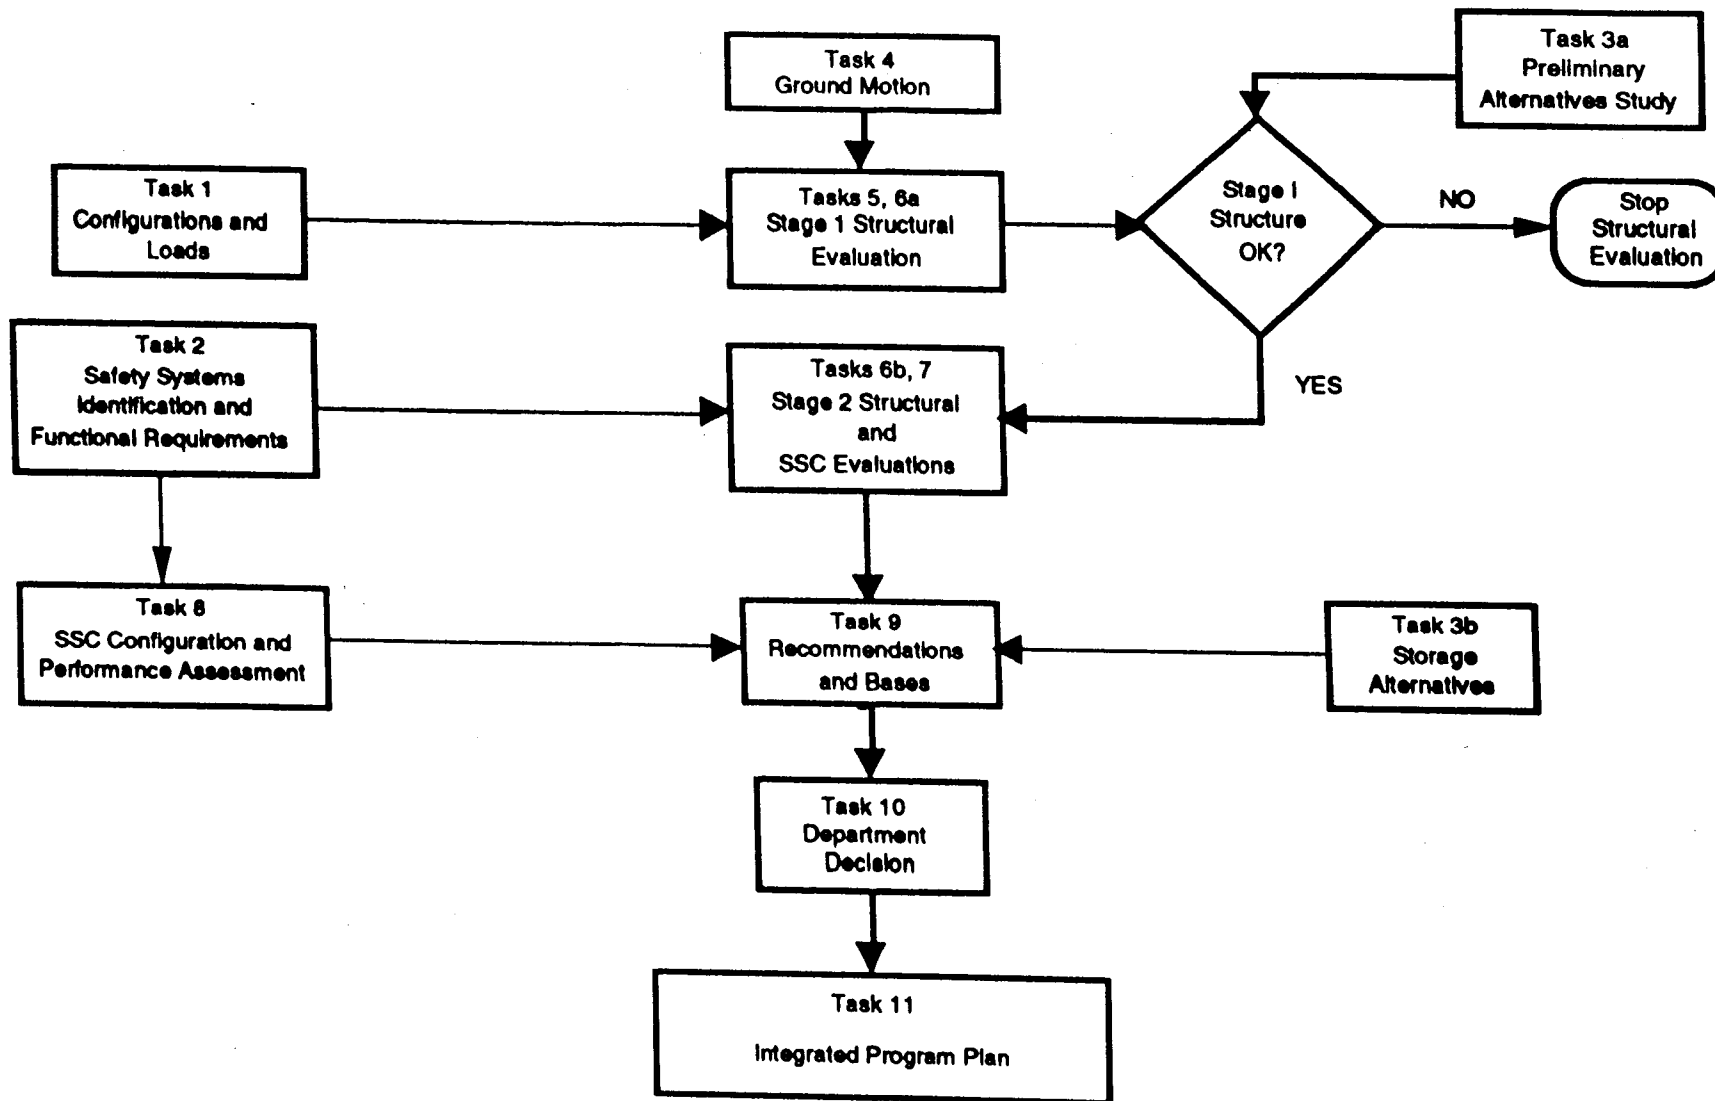 Task 4
Ground Motion
Task 3a
Preliminary
Alternatives Study
Task 1
Configurations and
Loads
Tasks 5, 6a
Stage 1 Structural
Evaluation
Stage I
Structure
OK?
NO
Stop
Structural
Evaluation
Task 2
Safety Systems
Identification and
Functional Requirements
Tasks 6b, 7
Stage 2 Structural
and
SSC Evaluations
YES
Task 8
SSC Configuration and
Performance Assessment
Task 9
Recommendations
and Bases
Task 3b
Storage
Alternatives
Task 10
Department
Decision
Task 11
Integrated Program Plan